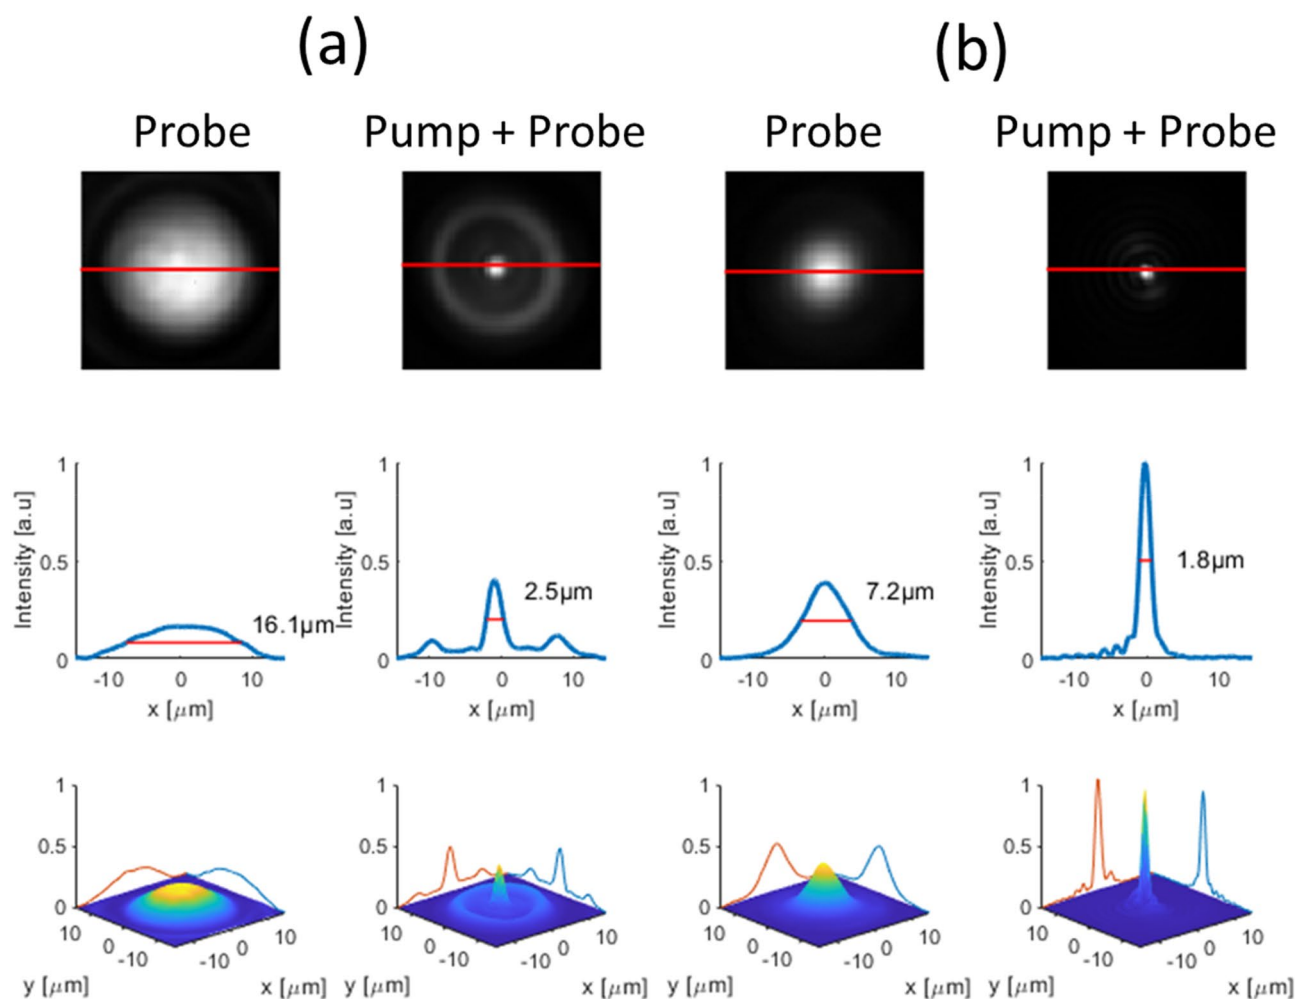 (a) (b)
Probe Pump + Probe Probe Pump + Probe
1 1 1 1
Intensity [a.u] Intensity [a.u] Intensity [a.u] Intensity [a.u]
0.5 0.5 0.5 0.5
16.1μm 2.5μm 7.2μm 1.8μm
0 0 0 0
-10 0 10 -10 0 10 -10 0 10 -10 0 10
x [μm] x [μm] x [μm] x [μm]
1 1 1 1
0.5 0.5 0.5 0.5
0 0 0 0
10 0 -10 -10 0 10 10 0 -10 -10 0 10 10 0 -10 -10 0 10 10 0 -10 -10 0 10
y [μm] x [μm] y [μm] x [μm] y [μm] x [μm] y [μm] x [μm]